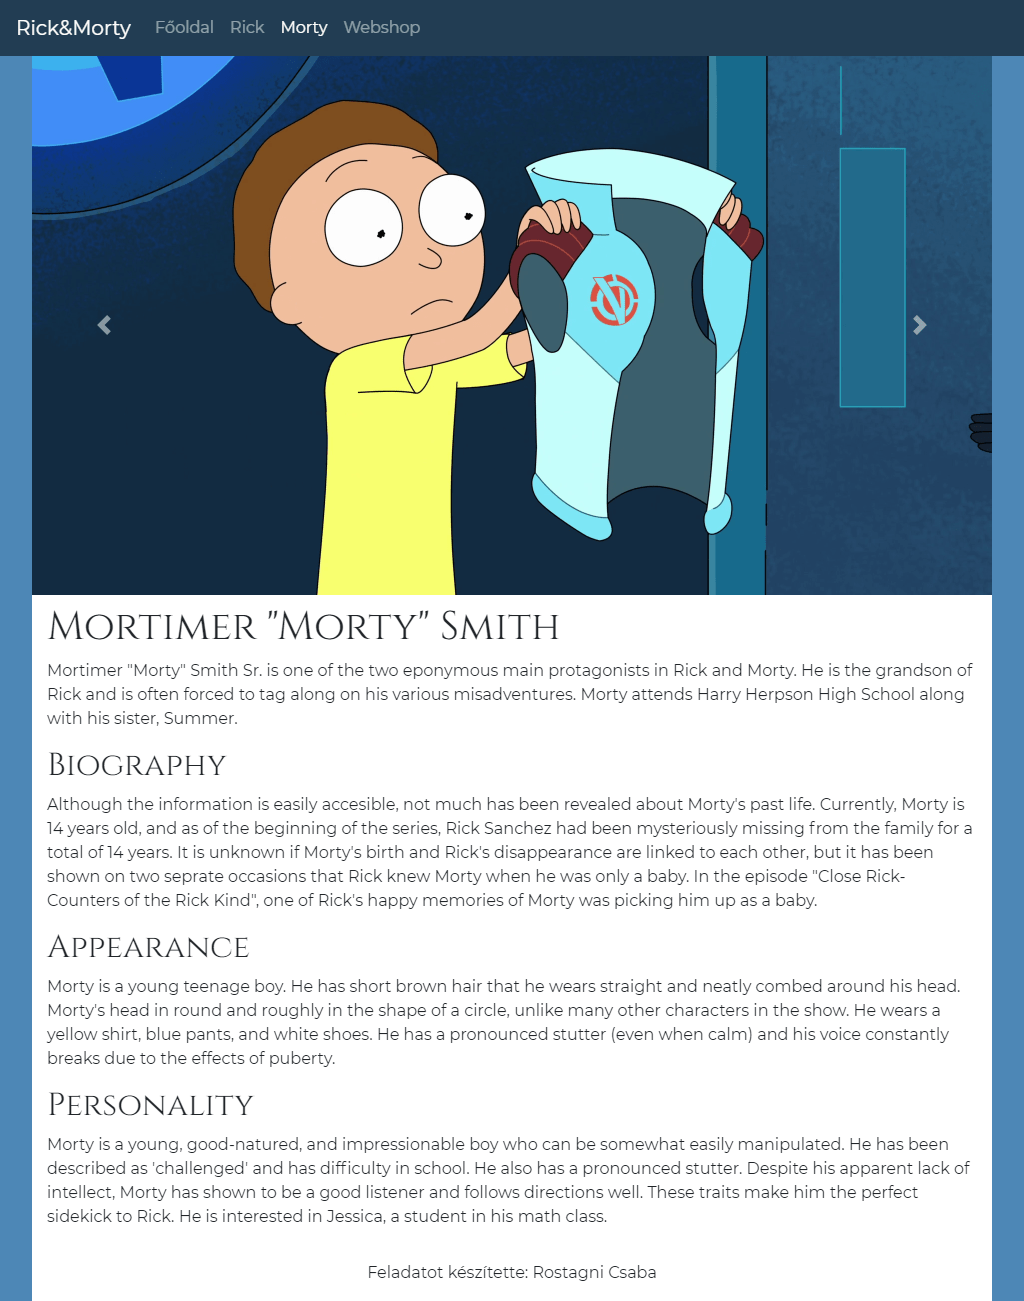 Rick&Morty Főoldal Rick Morty Webshop
Mortimer "Morty" Smith
Mortimer "Morty" Smith Sr. is one of the two eponymous main protagonists in Rick and Morty. He is the grandson of
Rick and is often forced to tag along on his various misadventures. Morty attends Harry Herpson High School along
with his sister, Summer.
Biography
Although the information is easily accesible, not much has been revealed about Morty's past life. Currently, Morty is
14 years old, and as of the beginning of the series, Rick Sanchez had been mysteriously missing from the family for a
total of 14 years. It is unknown if Morty's birth and Rick's disappearance are linked to each other, but it has been
shown on two seprate occasions that Rick knew Morty when he was only a baby. In the episode "Close Rick-
Counters of the Rick Kind", one of Rick's happy memories of Morty was picking him up as a baby.
Appearance
Morty is a young teenage boy. He has short brown hair that he wears straight and neatly combed around his head.
Morty's head in round and roughly in the shape of a circle, unlike many other characters in the show. He wears a
yellow shirt, blue pants, and white shoes. He has a pronounced stutter (even when calm) and his voice constantly
breaks due to the effects of puberty.
Personality
Morty is a young, good-natured, and impressionable boy who can be somewhat easily manipulated. He has been
described as 'challenged' and has difficulty in school. He also has a pronounced stutter. Despite his apparent lack of
intellect, Morty has shown to be a good listener and follows directions well. These traits make him the perfect
sidekick to Rick. He is interested in Jessica, a student in his math class.
Feladatot készítette: Rostagni Csaba